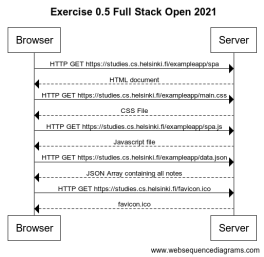 Exercise 0.5 Full Stack Open 2021
Browser Server
HTTP GET https://studies.cs.helsinki.fi/exampleapp/spa
HTML document
HTTP GET https://studies.cs.helsinki.fi/exampleapp/main.css
CSS File
HTTP GET https://studies.cs.helsinki.fi/exampleapp/spa.js
Javascript file
HTTP GET https://studies.cs.helsinki.fi/exampleapp/data.json
JSON Array containing all notes
HTTP GET https://studies.cs.helsinki.fi/favicon.ico
favicon.ico
Browser Server
www.websequencediagrams.com